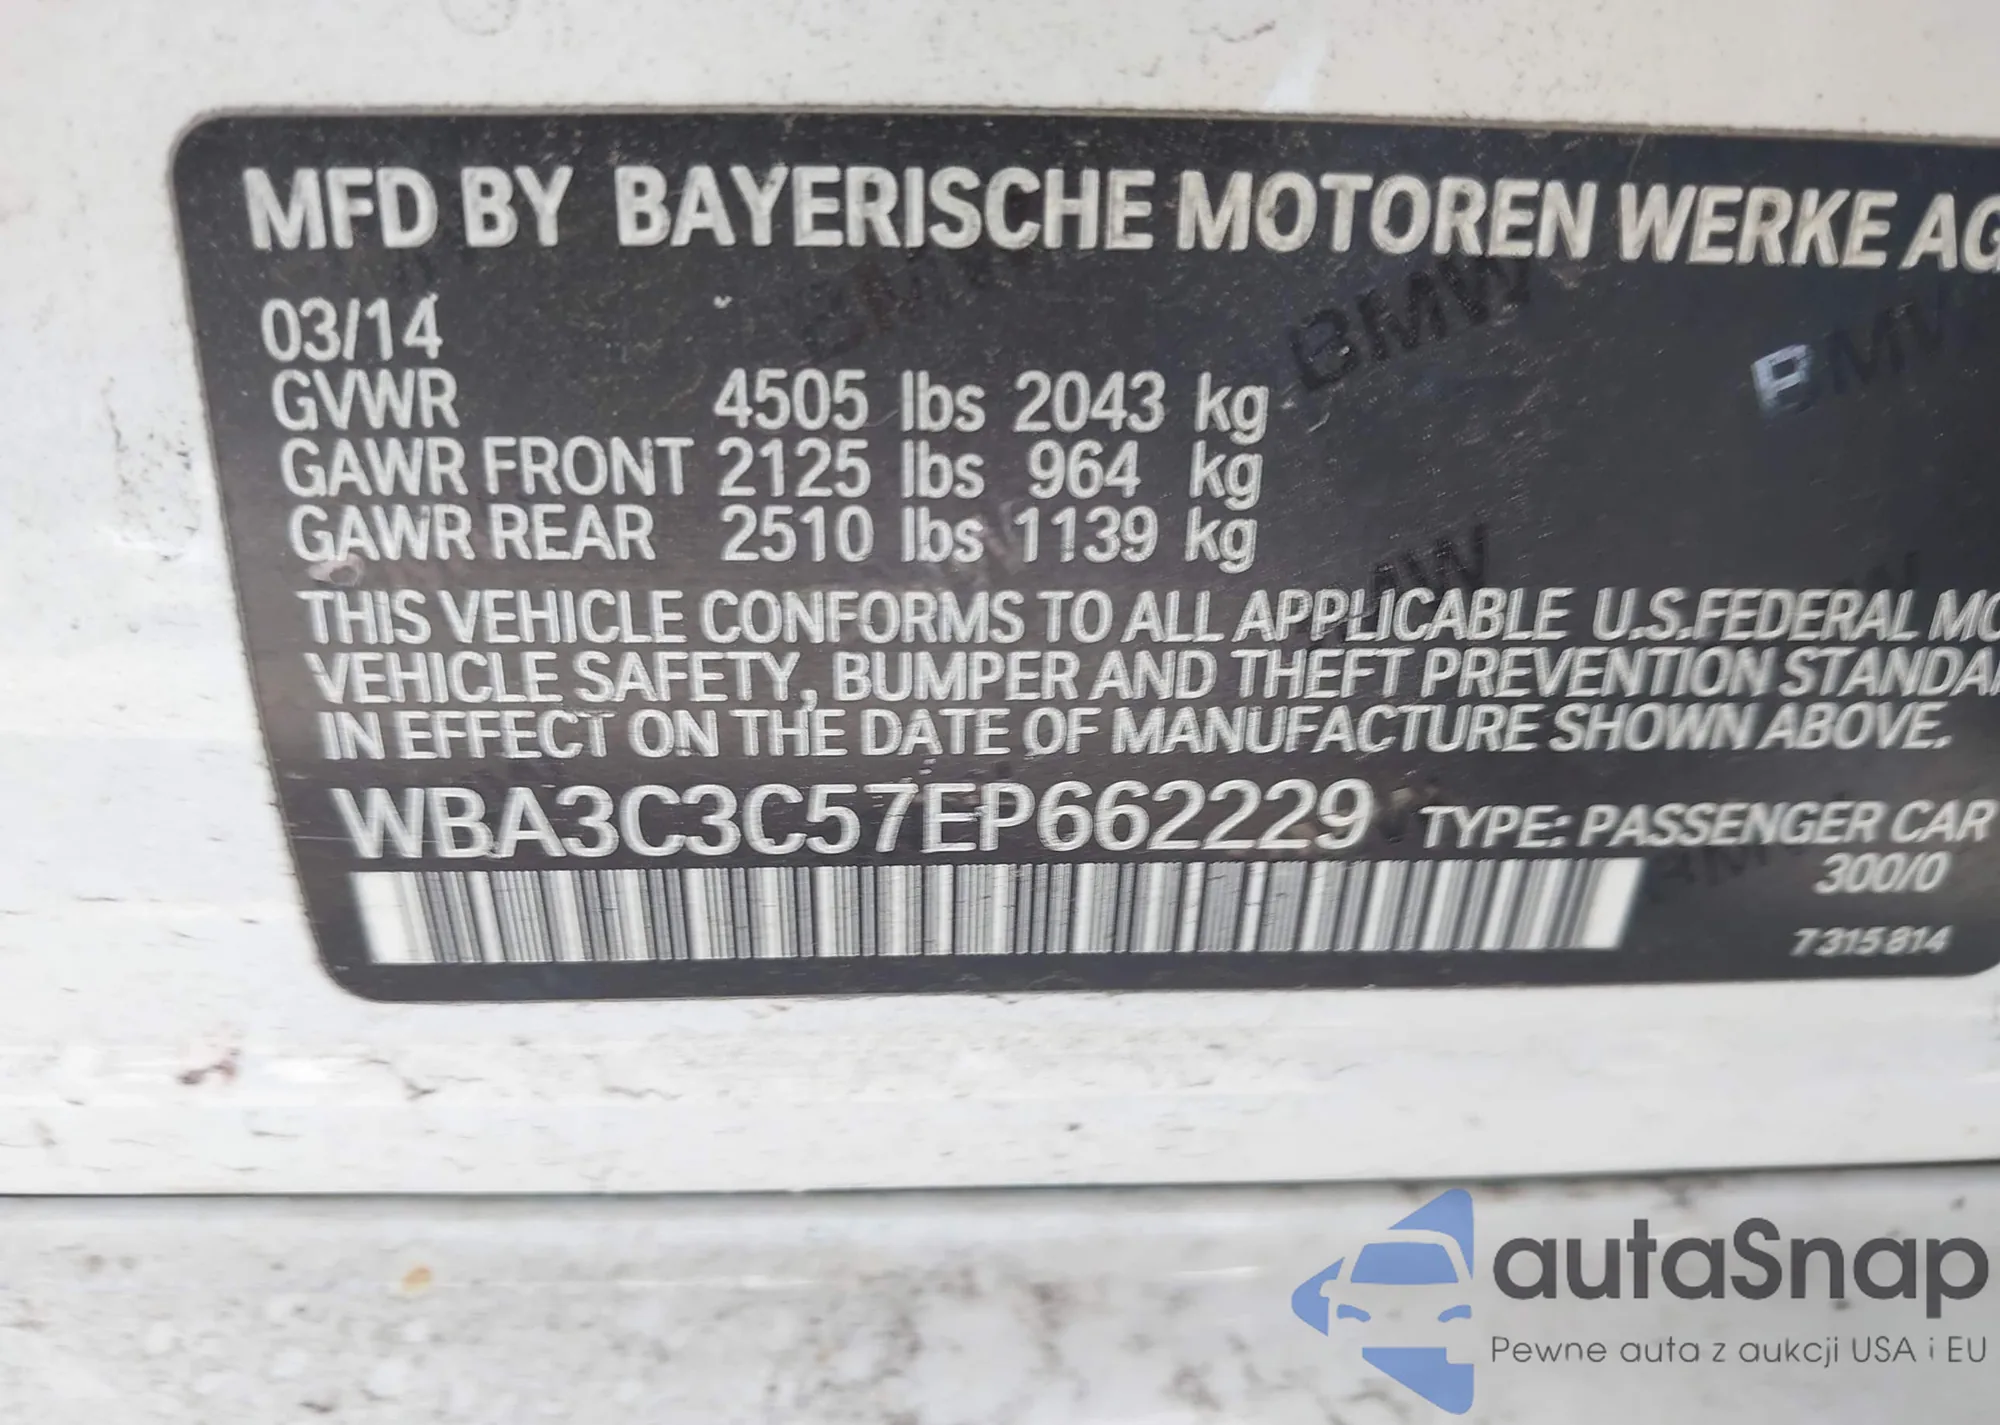 MFD BY BAYERISCHE MOTOREN WERKE AG
03/14
GVWR 4505 lbs 2043 kg
GAWR FRONT 2125 lbs 964 kg
GAWR REAR 2510 lbs 1139 kg
THIS VEHICLE CONFORMS TO ALL APPLICABLE U.S.FEDERAL MO
VEHICLE SAFETY, BUMPER AND THEFT PREVENTION STANDA
IN EFFECT ON THE DATE OF MANUFACTURE SHOWN ABOVE.
WBA3C3C57EP662229 TYPE: PASSENGER CAR
300/0
7315814
BMW
BMW
BMW
autaSnap
Pewne auta z aukcji USA i EU